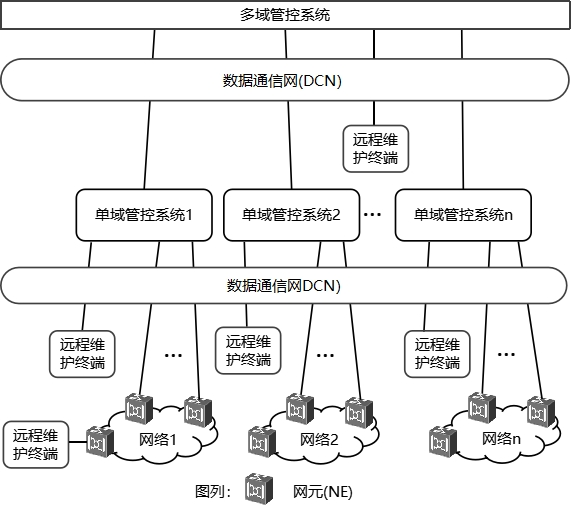 多域管控系统
数据通信网(DCN)
远程维
护终端
单域管控系统1
单域管控系统2
...
单域管控系统n
数据通信网DCN)
远程维
护终端
...
远程维
护终端
...
远程维
护终端
...
远程维
护终端
网络1
网络2
网络n
图列：
网元(NE)